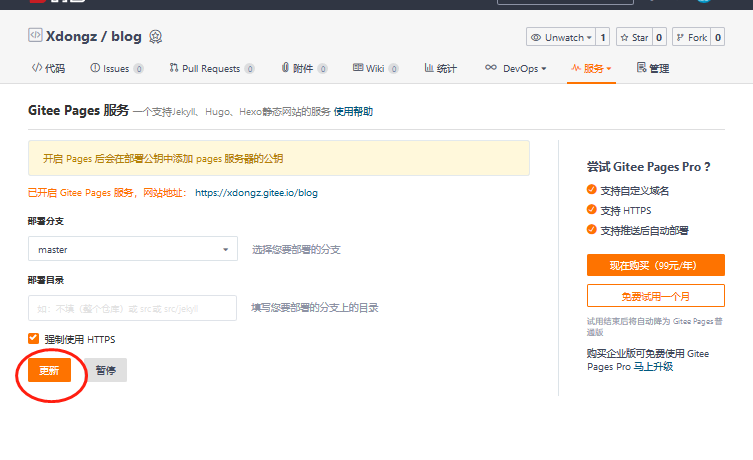 Xdongz / blog
Unwatch 1 Star 0 Fork 0
代码 Issues 0 Pull Requests 0 附件 0 Wiki 0 统计 DevOps 服务 管理
Gitee Pages 服务 一个支持Jekyll、Hugo、Hexo静态网站的服务 使用帮助
开启 Pages 后会在部署公钥中添加 pages 服务器的公钥
已开启 Gitee Pages 服务，网站地址： https://xdongz.gitee.io/blog
部署分支
master 选择您要部署的分支
部署目录
如：不填（整个仓库）或 src 或 src/jekyll 填写您要部署的分支上的目录
强制使用 HTTPS
更新 暂停
尝试 Gitee Pages Pro？
支持自定义域名
支持 HTTPS
支持推送后自动部署
现在购买（99元/年）
免费试用一个月
试用结束后将自动降为 Gitee Pages 普
通版
购买企业版可免费使用 Gitee
Pages Pro 马上升级